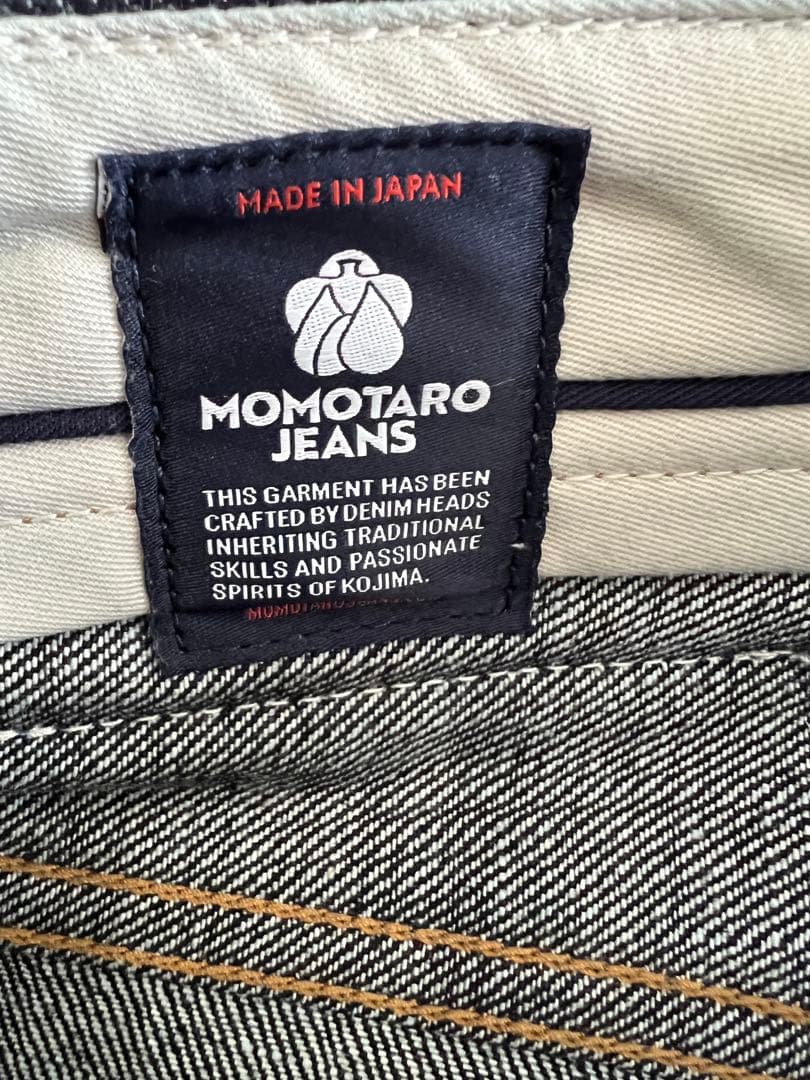 MADE IN JAPAN
MOMOTARO
JEANS
THIS GARMENT HAS BEEN
CRAFTED BY DENIM HEADS
INHERITING TRADITIONAL
SKILLS AND PASSIONATE
SPIRITS OF KOJIMA.